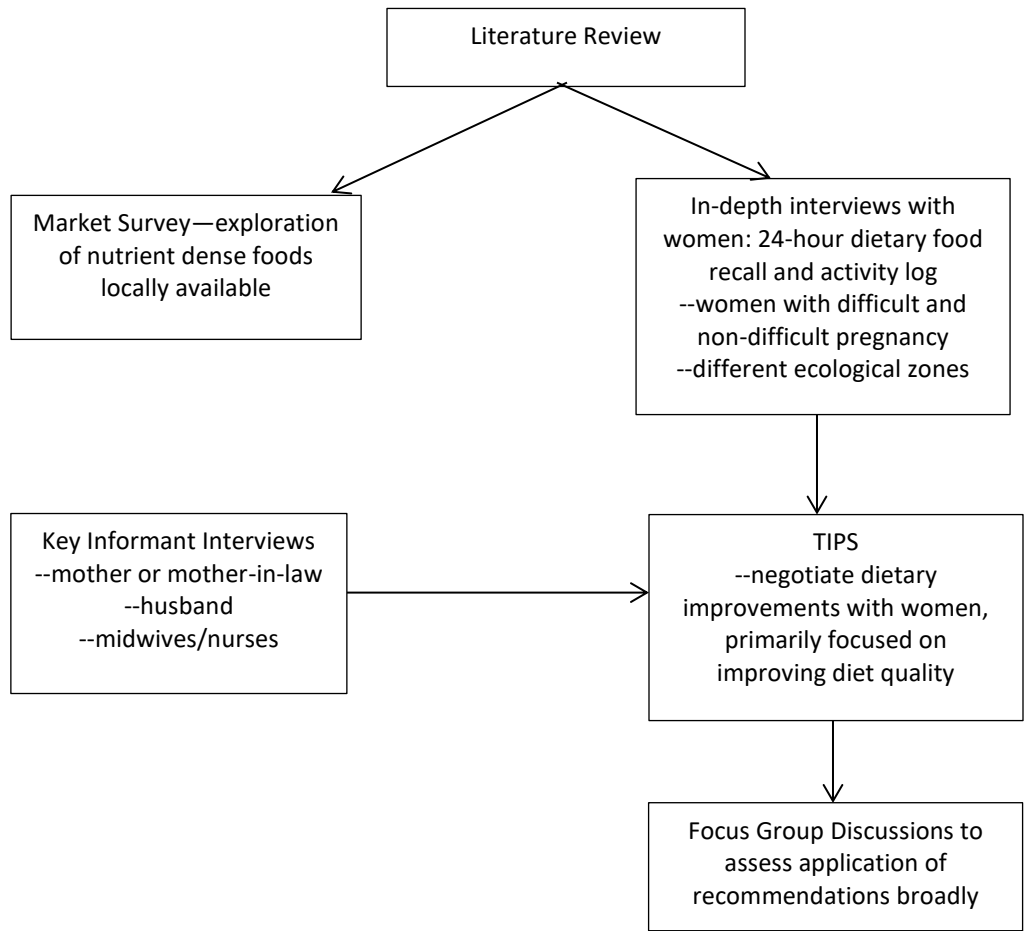 Literature Review
Market Survey—exploration
of nutrient dense foods
locally available
In-depth interviews with
women: 24-hour dietary food
recall and activity log
--women with difficult and
non-difficult pregnancy
--different ecological zones
Key Informant Interviews
--mother or mother-in-law
--husband
--midwives/nurses
TIPS
--negotiate dietary
improvements with women,
primarily focused on
improving diet quality
Focus Group Discussions to
assess application of
recommendations broadly